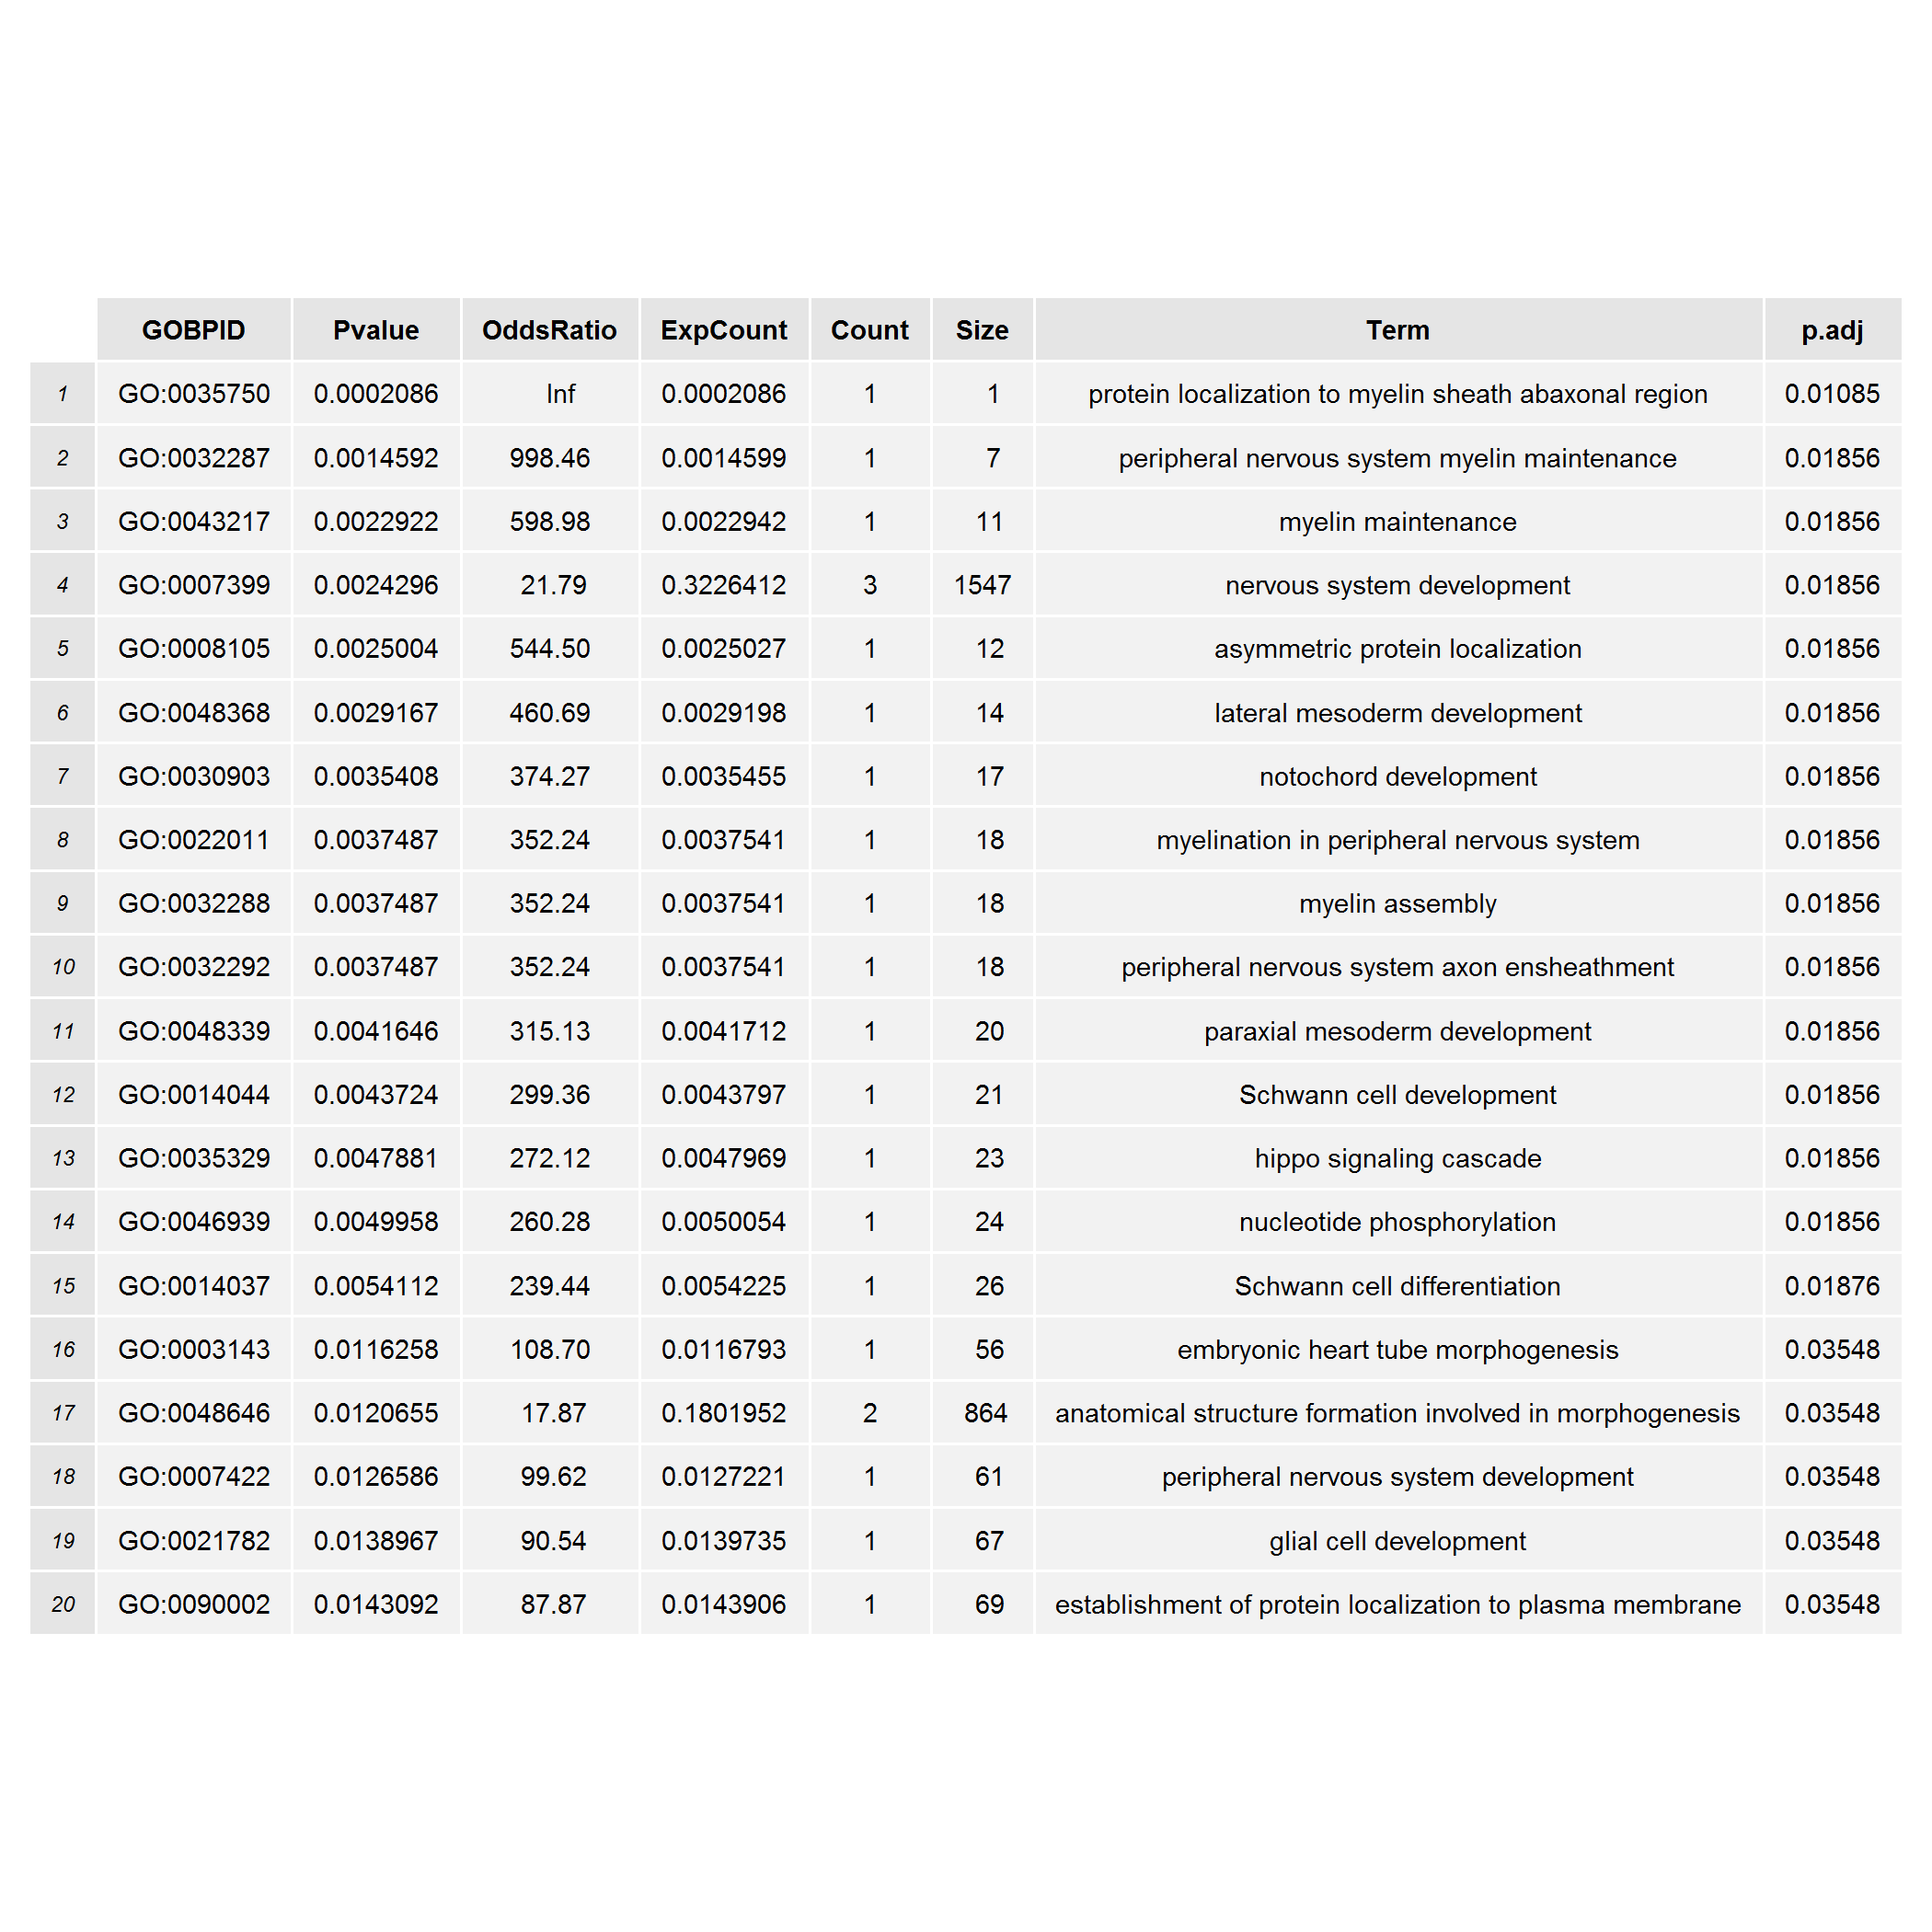 GOBPID Pvalue OddsRatio ExpCount Count Size Term p.adj
1 GO:0035750 0.0002086 Inf 0.0002086 1 1 protein localization to myelin sheath abaxonal region 0.01085
2 GO:0032287 0.0014592 998.46 0.0014599 1 7 peripheral nervous system myelin maintenance 0.01856
3 GO:0043217 0.0022922 598.98 0.0022942 1 11 myelin maintenance 0.01856
4 GO:0007399 0.0024296 21.79 0.3226412 3 1547 nervous system development 0.01856
5 GO:0008105 0.0025004 544.50 0.0025027 1 12 asymmetric protein localization 0.01856
6 GO:0048368 0.0029167 460.69 0.0029198 1 14 lateral mesoderm development 0.01856
7 GO:0030903 0.0035408 374.27 0.0035455 1 17 notochord development 0.01856
8 GO:0022011 0.0037487 352.24 0.0037541 1 18 myelination in peripheral nervous system 0.01856
9 GO:0032288 0.0037487 352.24 0.0037541 1 18 myelin assembly 0.01856
10 GO:0032292 0.0037487 352.24 0.0037541 1 18 peripheral nervous system axon ensheathment 0.01856
11 GO:0048339 0.0041646 315.13 0.0041712 1 20 paraxial mesoderm development 0.01856
12 GO:0014044 0.0043724 299.36 0.0043797 1 21 Schwann cell development 0.01856
13 GO:0035329 0.0047881 272.12 0.0047969 1 23 hippo signaling cascade 0.01856
14 GO:0046939 0.0049958 260.28 0.0050054 1 24 nucleotide phosphorylation 0.01856
15 GO:0014037 0.0054112 239.44 0.0054225 1 26 Schwann cell differentiation 0.01876
16 GO:0003143 0.0116258 108.70 0.0116793 1 56 embryonic heart tube morphogenesis 0.03548
17 GO:0048646 0.0120655 17.87 0.1801952 2 864 anatomical structure formation involved in morphogenesis 0.03548
18 GO:0007422 0.0126586 99.62 0.0127221 1 61 peripheral nervous system development 0.03548
19 GO:0021782 0.0138967 90.54 0.0139735 1 67 glial cell development 0.03548
20 GO:0090002 0.0143092 87.87 0.0143906 1 69 establishment of protein localization to plasma membrane 0.03548